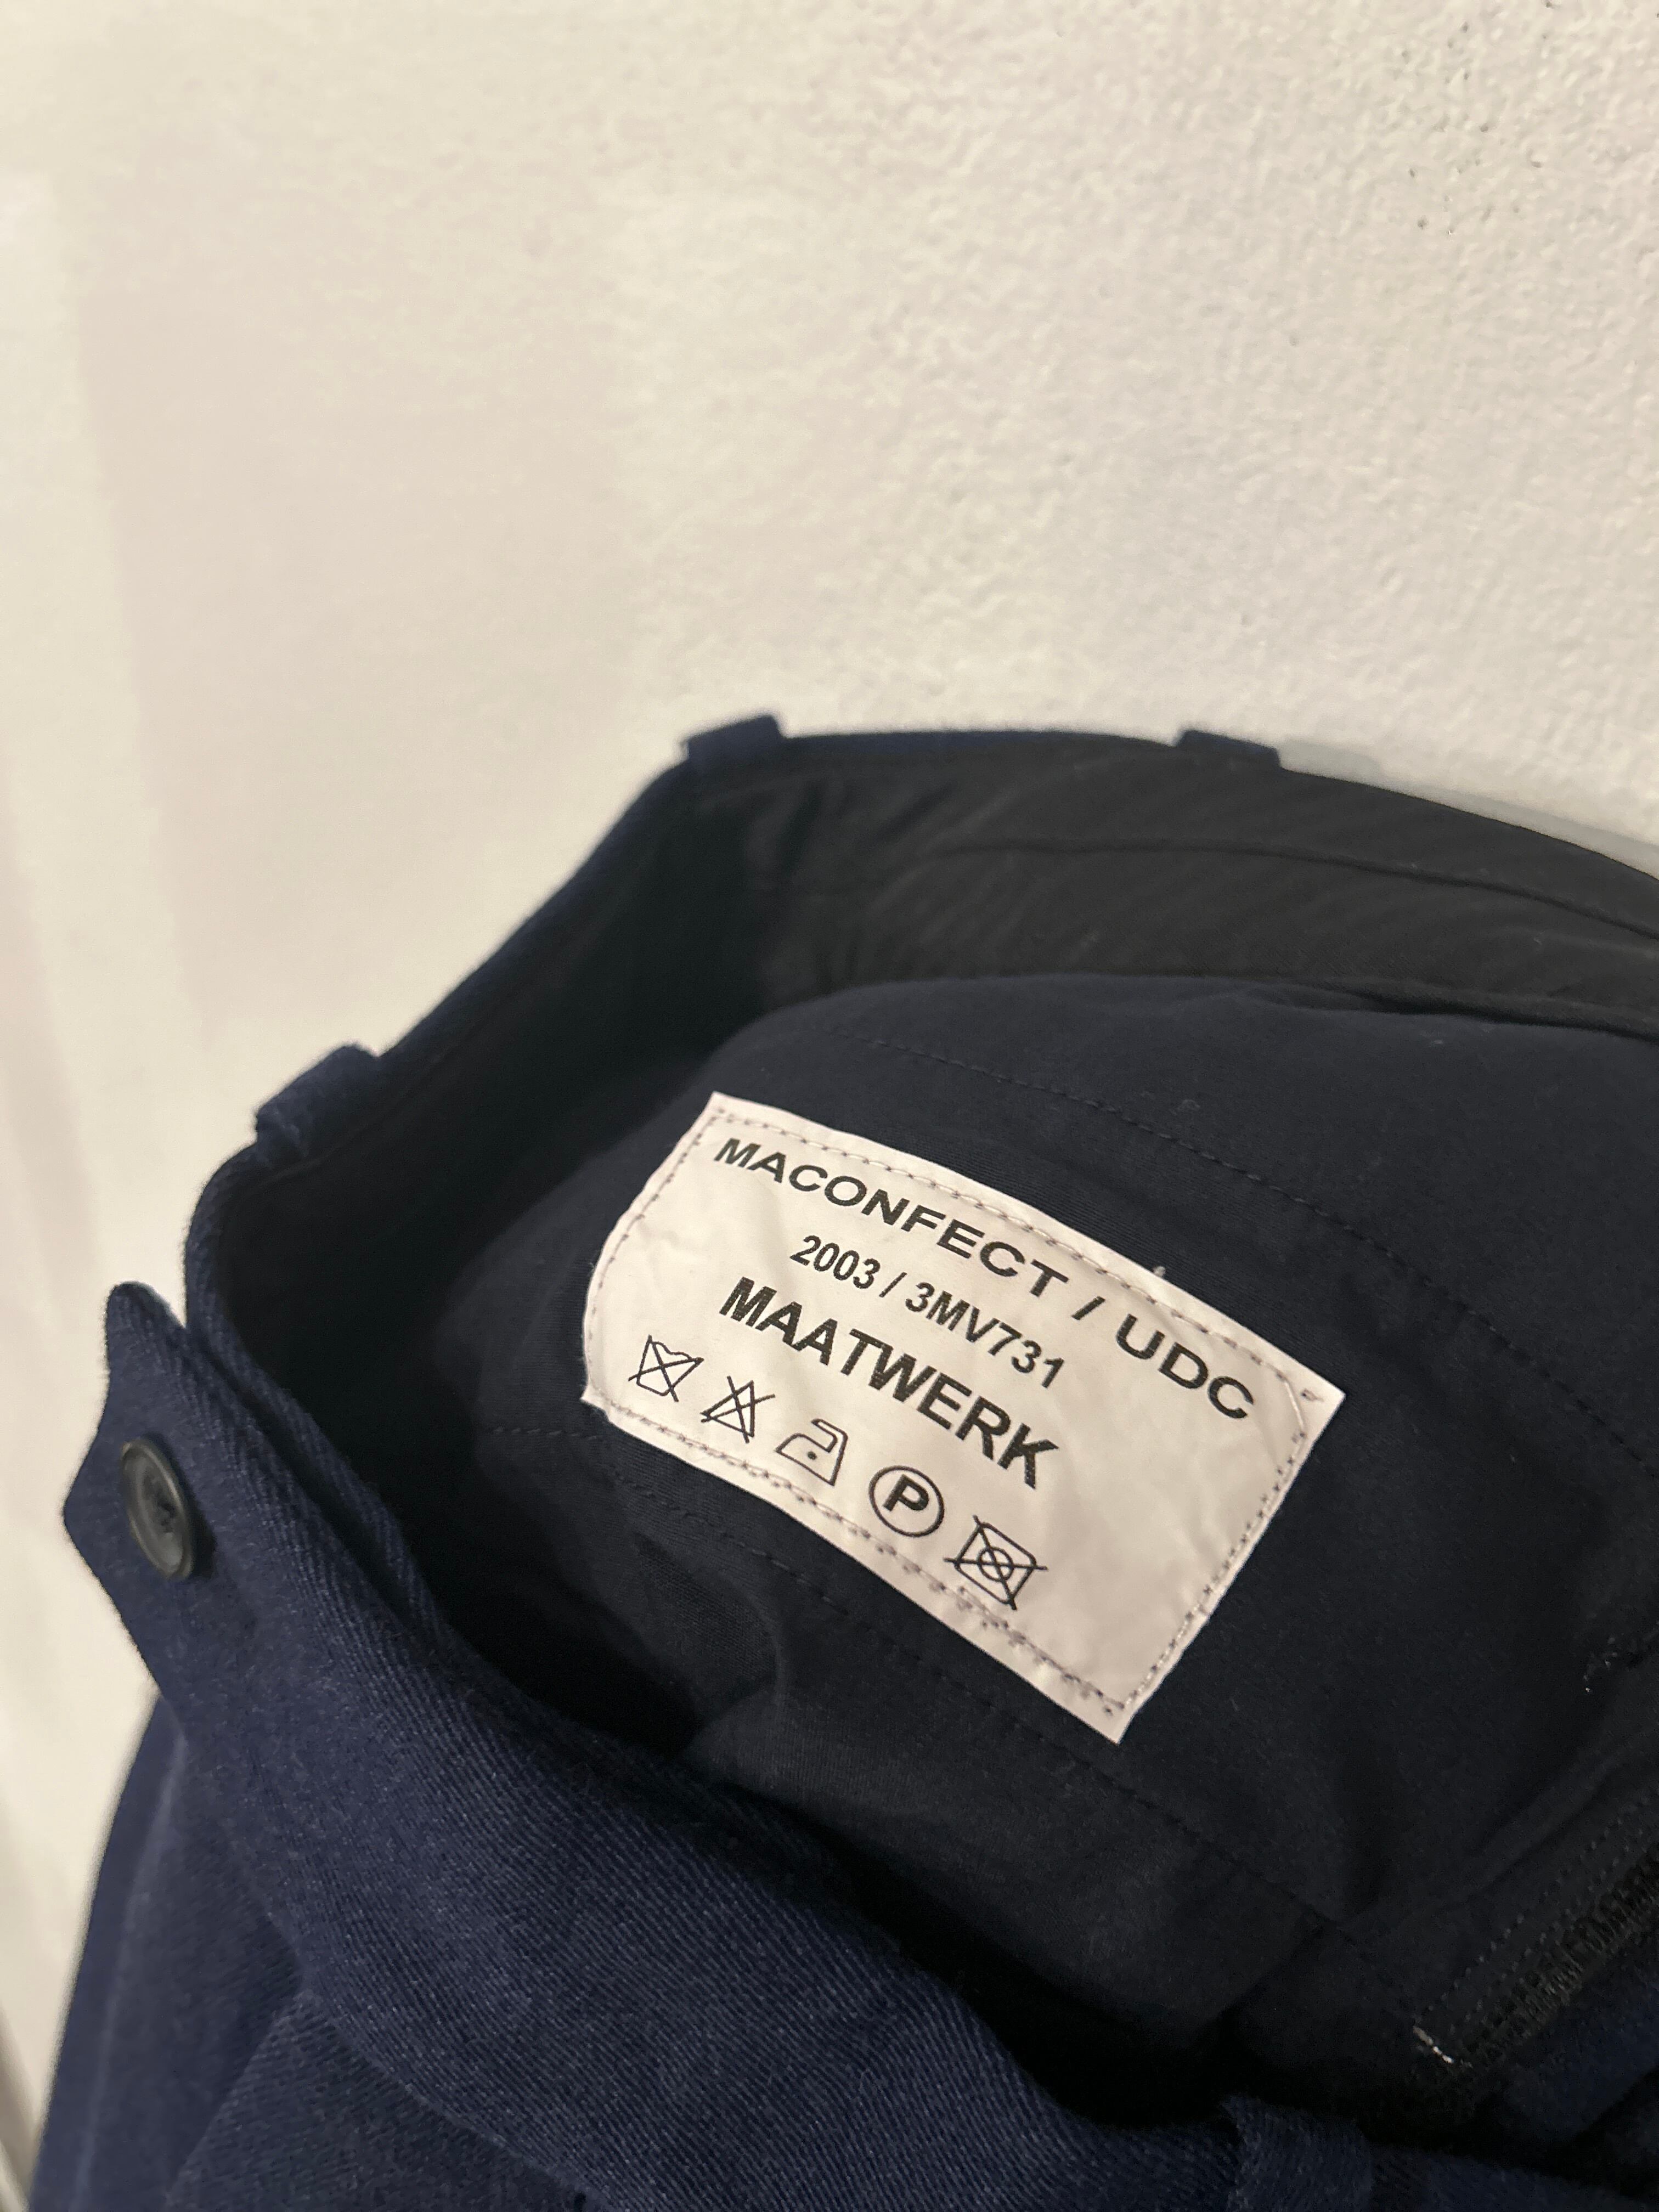 MACONFECT / UDC
2003 / 3MV731
MAATWERK
P